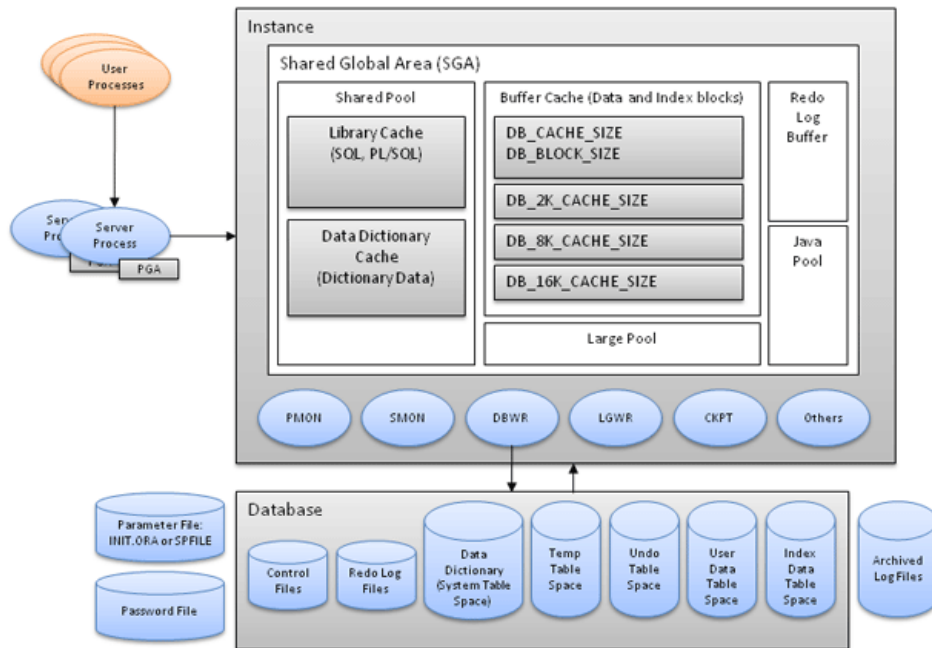 Instance
Shared Global Area (SGA)
User
Processes
Shared Pool
Library Cache
(SQL, PL/SQL)
Data Dictionary
Cache
(Dictionary Data)
Buffer Cache (Data and Index blocks)
DB_CACHE_SIZE
DB_BLOCK_SIZE
DB_2K_CACHE_SIZE
DB_8K_CACHE_SIZE
DB_16K_CACHE_SIZE
Large Pool
Redo
Log
Buffer
Java
Pool
Server
Process
PGA
PMON
SMON
DBWR
LGWR
CKPT
Others
Database
Parameter File:
INIT.ORA or SPFILE
Password File
Control
Files
Redo Log
Files
Data
Dictionary
(System Table
Space)
Temp
Table
Space
Undo
Table
Space
User
Data
Table
Space
Index
Data
Table
Space
Archived
Log Files